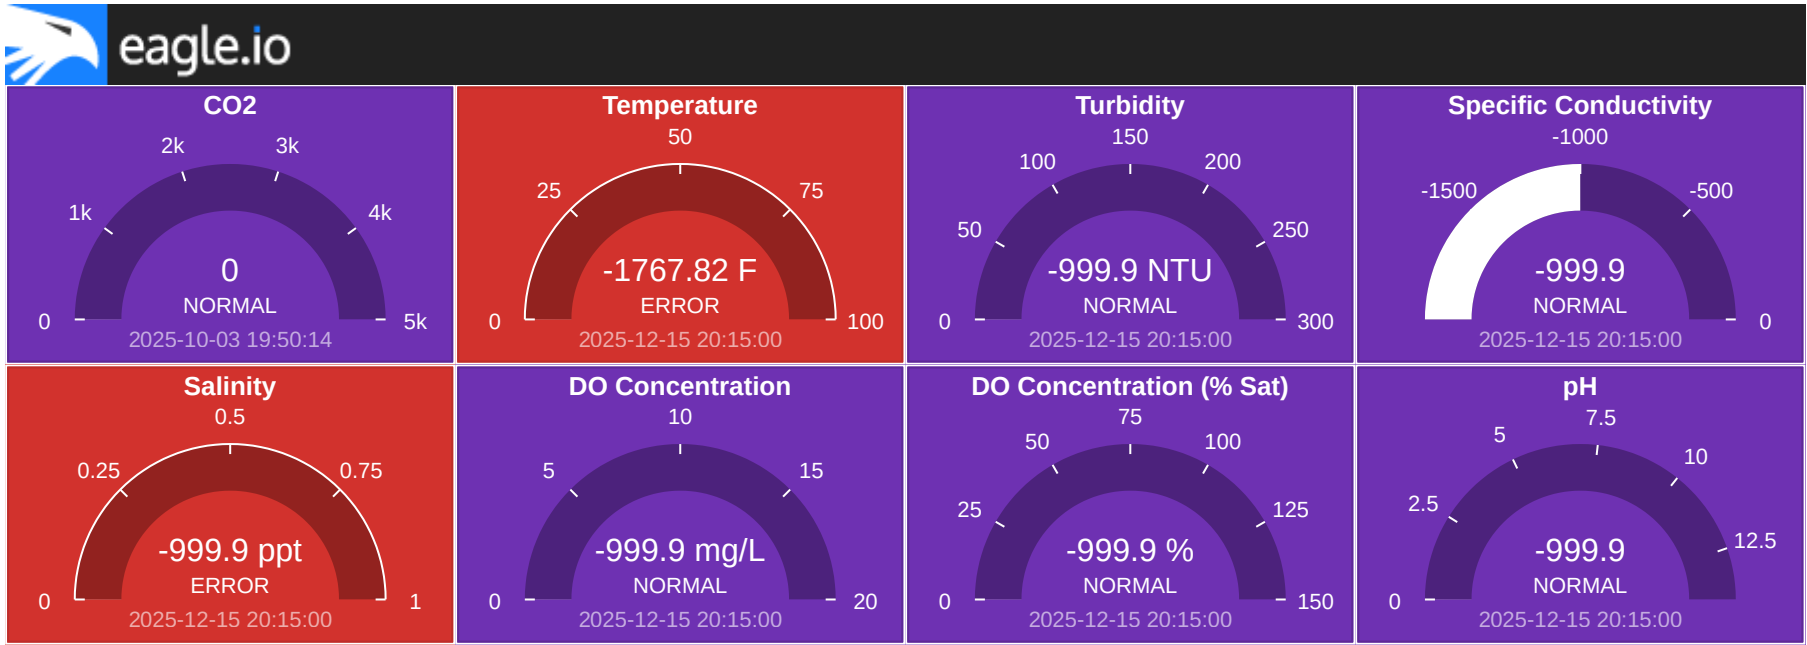 eagle.io
CO2
2k 3k
1k 4k
0
NORMAL
0 5k
2025-10-03 19:50:14
Temperature
50
25 75
-1767.82 F
ERROR
0 100
2025-12-15 20:15:00
Turbidity
150
100 200
50 250
-999.9 NTU
NORMAL
0 300
2025-12-15 20:15:00
Specific Conductivity
-1000
-1500 -500
-999.9
NORMAL
0
2025-12-15 20:15:00
Salinity
0.5
0.25 0.75
-999.9 ppt
ERROR
0 1
2025-12-15 20:15:00
DO Concentration
10
5 15
-999.9 mg/L
NORMAL
0 20
2025-12-15 20:15:00
DO Concentration (% Sat)
75
50 100
25 125
-999.9 %
NORMAL
0 150
2025-12-15 20:15:00
pH
7.5
5 10
2.5 12.5
-999.9
NORMAL
0
2025-12-15 20:15:00